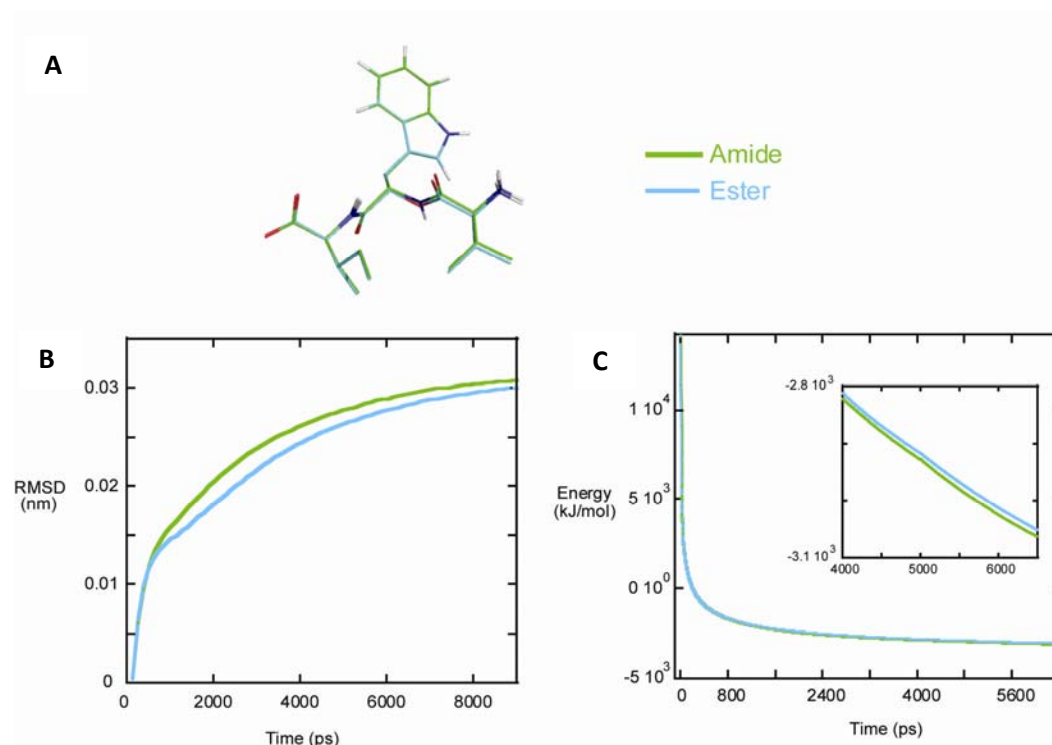 A
Amide
Ester
B
0.03
RMSD
(nm)
0.02
0.01
0
0 2000 4000 6000 8000
Time (ps)
C
1 10⁴
Energy
(kJ/mol)
5 10³
0 10⁰
-5 10³
0 800 2400 4000 5600
Time (ps)
-2.8 10³
-3.1 10³
4000 5000 6000